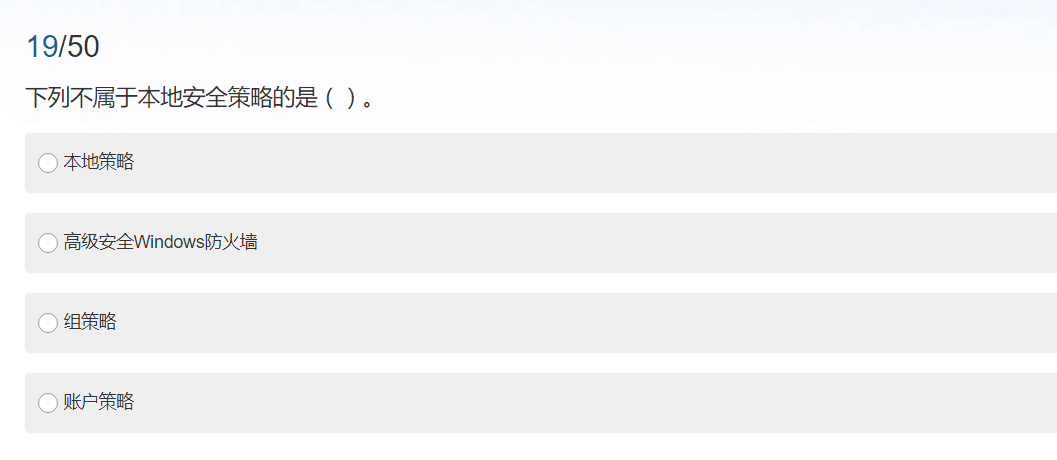 19/50
下列不属于本地安全策略的是（ ）。
本地策略
高级安全Windows防火墙
组策略
账户策略